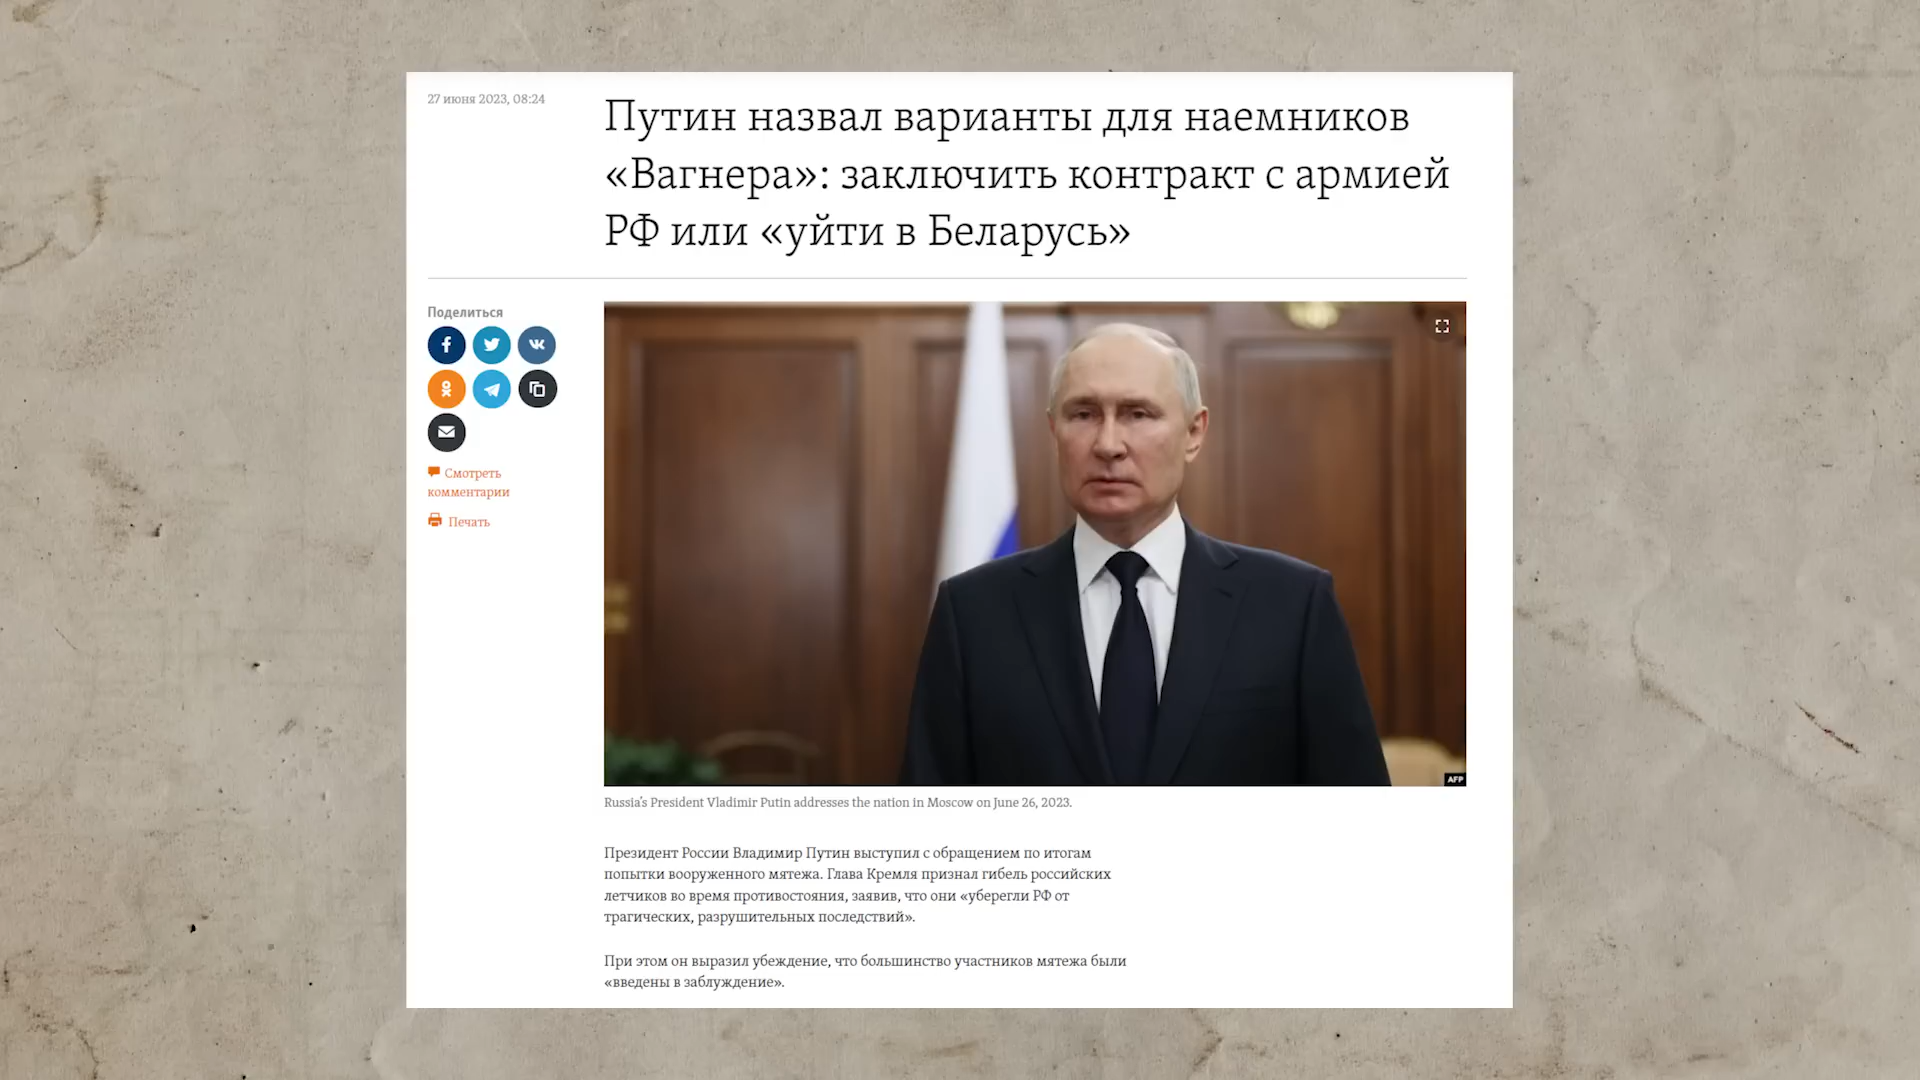 27 июня 2023, 08:24
Путин назвал варианты для наемников
«Вагнера»: заключить контракт с армией
РФ или «уйти в Беларусь»
Поделиться
Смотреть
комментарии
Печать
AFP
Russia's President Vladimir Putin addresses the nation in Moscow on June 26, 2023.
Президент России Владимир Путин выступил с обращением по итогам
попытки вооруженного мятежа. Глава Кремля признал гибель российских
летчиков во время противостояния, заявив, что они «уберегли РФ от
трагических, разрушительных последствий».
При этом он выразил убеждение, что большинство участников мятежа были
«введены в заблуждение».